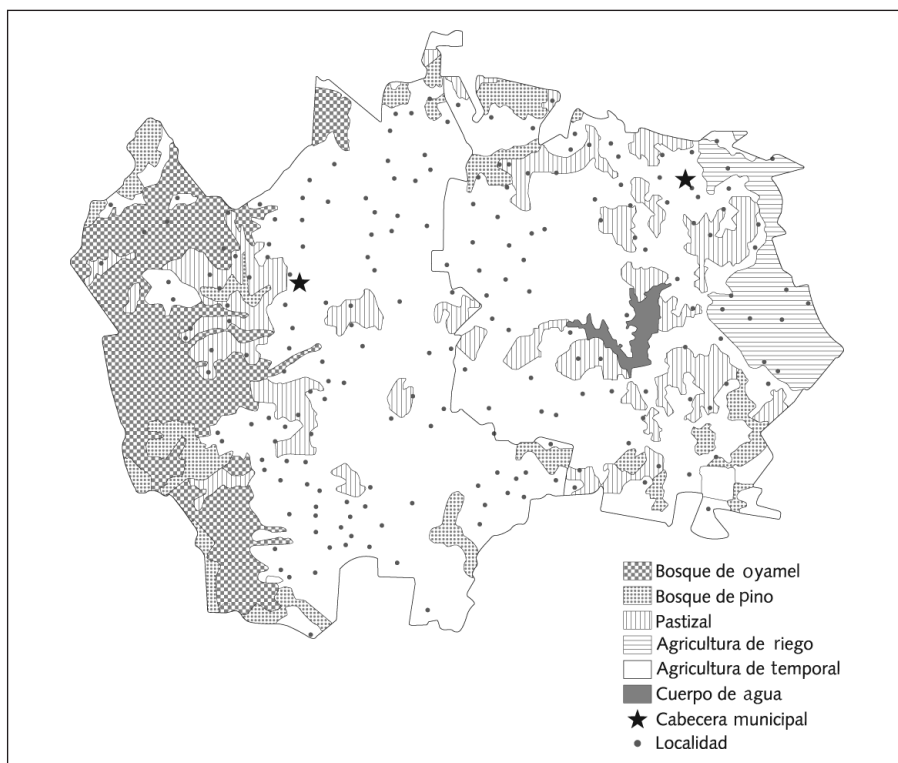 Bosque de oyamel
Bosque de pino
Pastizal
Agricultura de riego
Agricultura de temporal
Cuerpo de agua
Cabecera municipal
Localidad